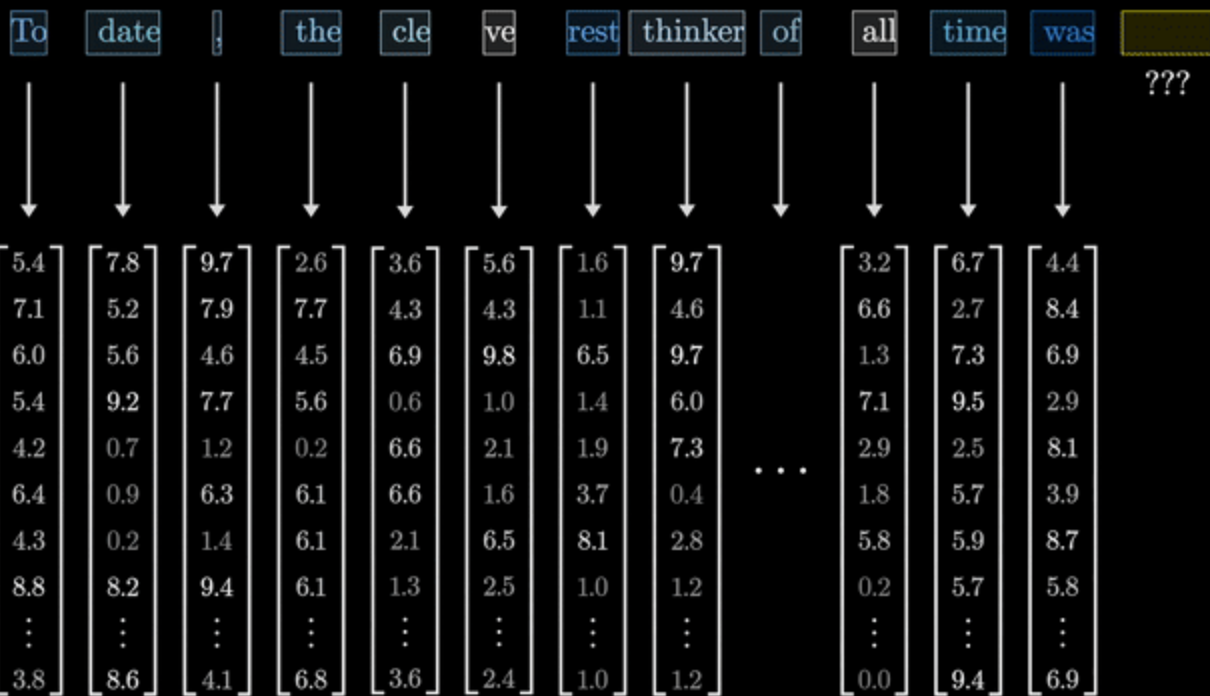 To date , the cle ve rest thinker of all time was
???
5.4 7.8 9.7 2.6 3.6 5.6 1.6 9.7 3.2 6.7 4.4
7.1 5.2 7.9 7.7 4.3 4.3 1.1 4.6 6.6 2.7 8.4
6.0 5.6 4.6 4.5 6.9 9.8 6.5 9.7 1.3 7.3 6.9
5.4 9.2 7.7 5.6 0.6 1.0 1.4 6.0 7.1 9.5 2.9
4.2 0.7 1.2 0.2 6.6 2.1 1.9 7.3 ... 2.9 2.5 8.1
6.4 0.9 6.3 6.1 6.6 1.6 3.7 0.4 1.8 5.7 3.9
4.3 0.2 1.4 6.1 2.1 6.5 8.1 2.8 5.8 5.9 8.7
8.8 8.2 9.4 6.1 1.3 2.5 1.0 1.2 0.2 5.7 5.8
⋮ ⋮ ⋮ ⋮ ⋮ ⋮ ⋮ ⋮ ⋮ ⋮ ⋮
3.8 8.6 4.1 6.8 3.6 2.4 1.0 1.2 0.0 9.4 6.9